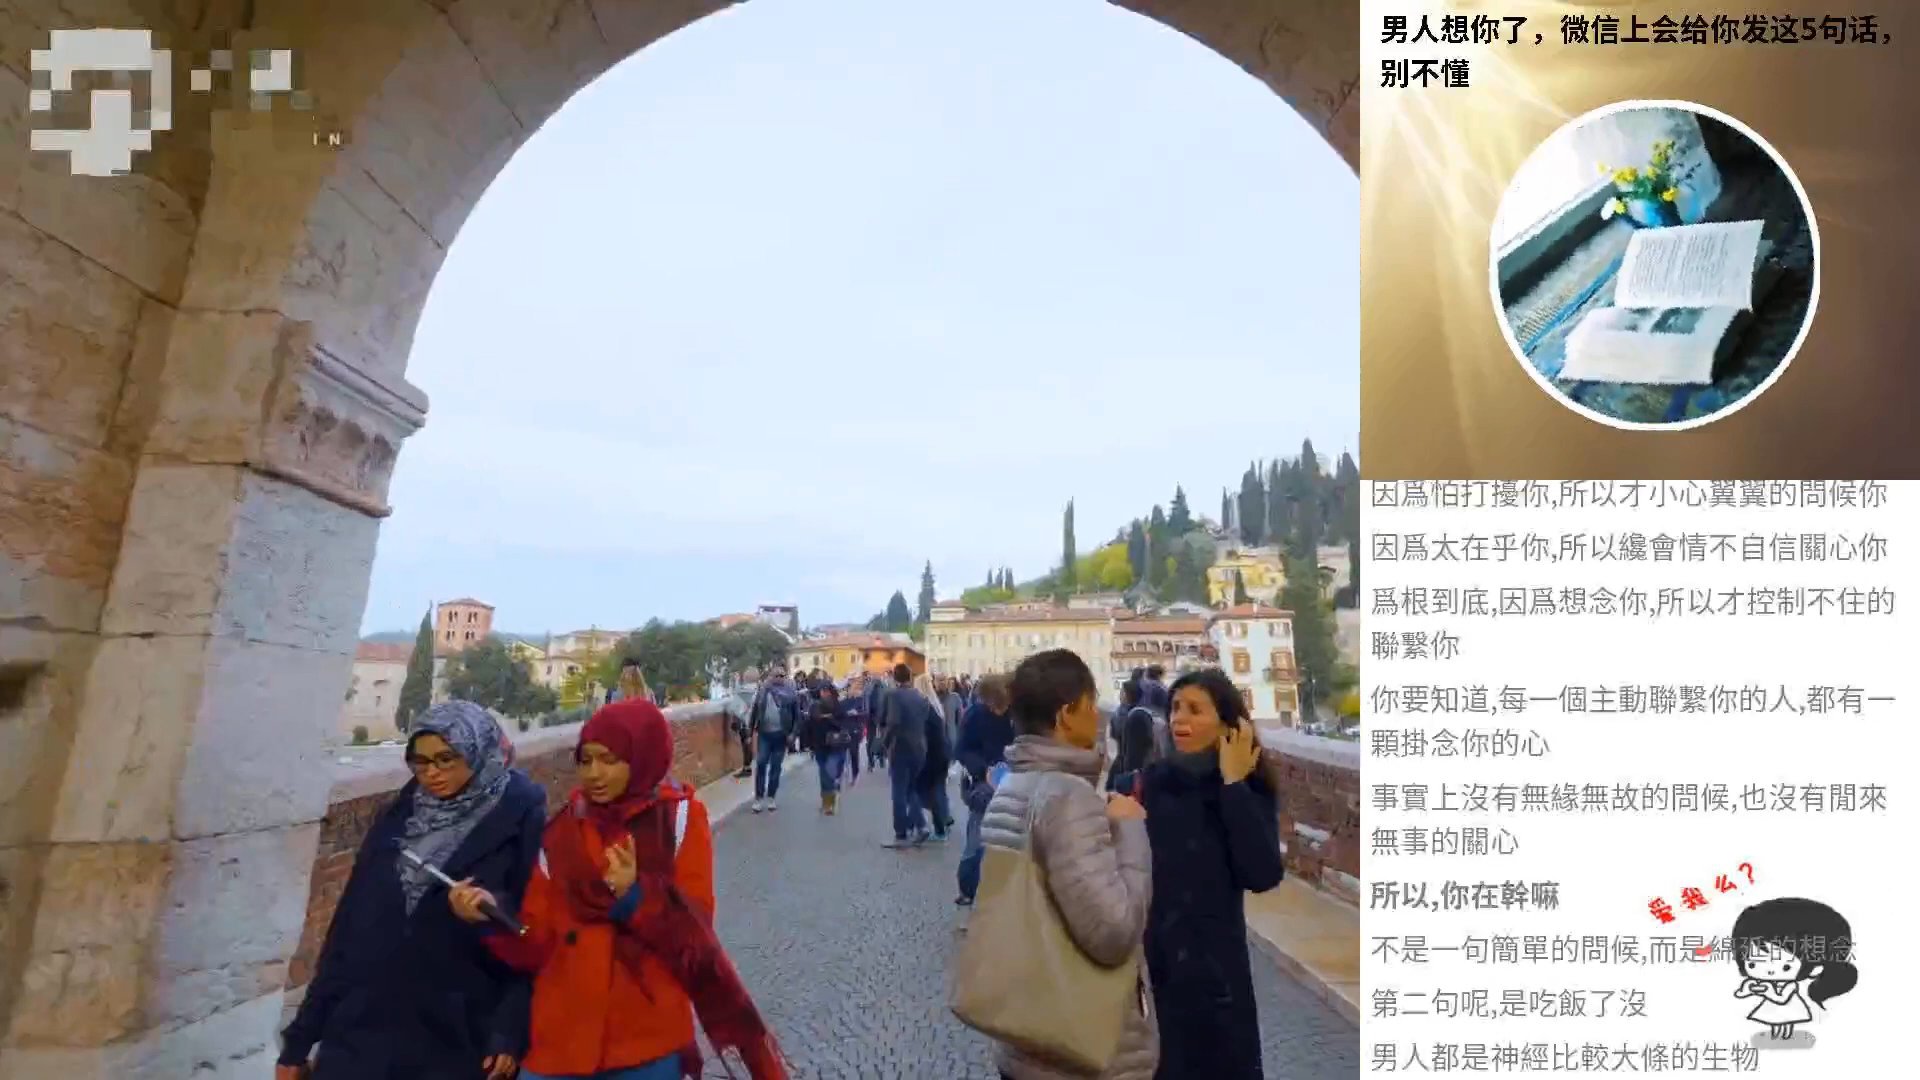 IN
男人想你了，微信上会给你发这5句话，
别不懂
因爲怕打擾你,所以才小心翼翼的問候你
因爲太在乎你,所以纔會情不自信關心你
爲根到底,因爲想念你,所以才控制不住的
聯繫你
你要知道,每一個主動聯繫你的人,都有一
顆掛念你的心
事實上沒有無緣無故的問候,也沒有閒來
無事的關心
所以,你在幹嘛
爱我么?
不是一句簡單的問候,而是綿延的想念
第二句呢,是吃飯了沒
男人都是神經比較大條的生物